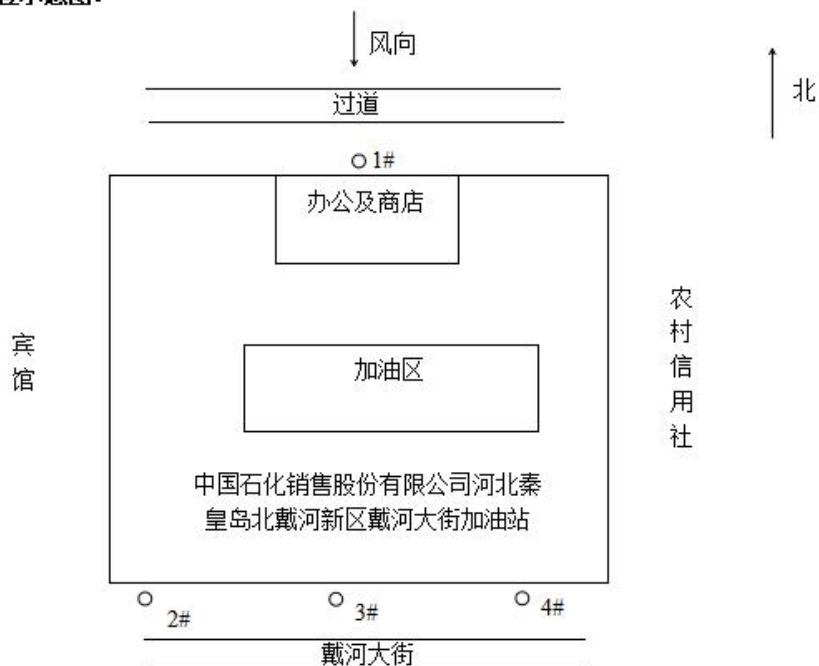 风向
北
过道
1#
办公及商店
农村信用社
宾馆
加油区
中国石化销售股份有限公司河北秦
皇岛北戴河新区戴河大街加油站
2#
3#
4#
戴河大街